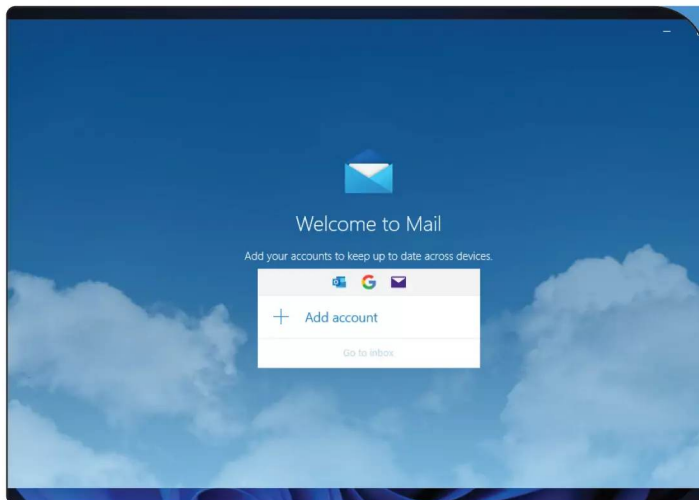 Welcome to Mail
Add your accounts to keep up to date across devices.
Add account
Go to inbox